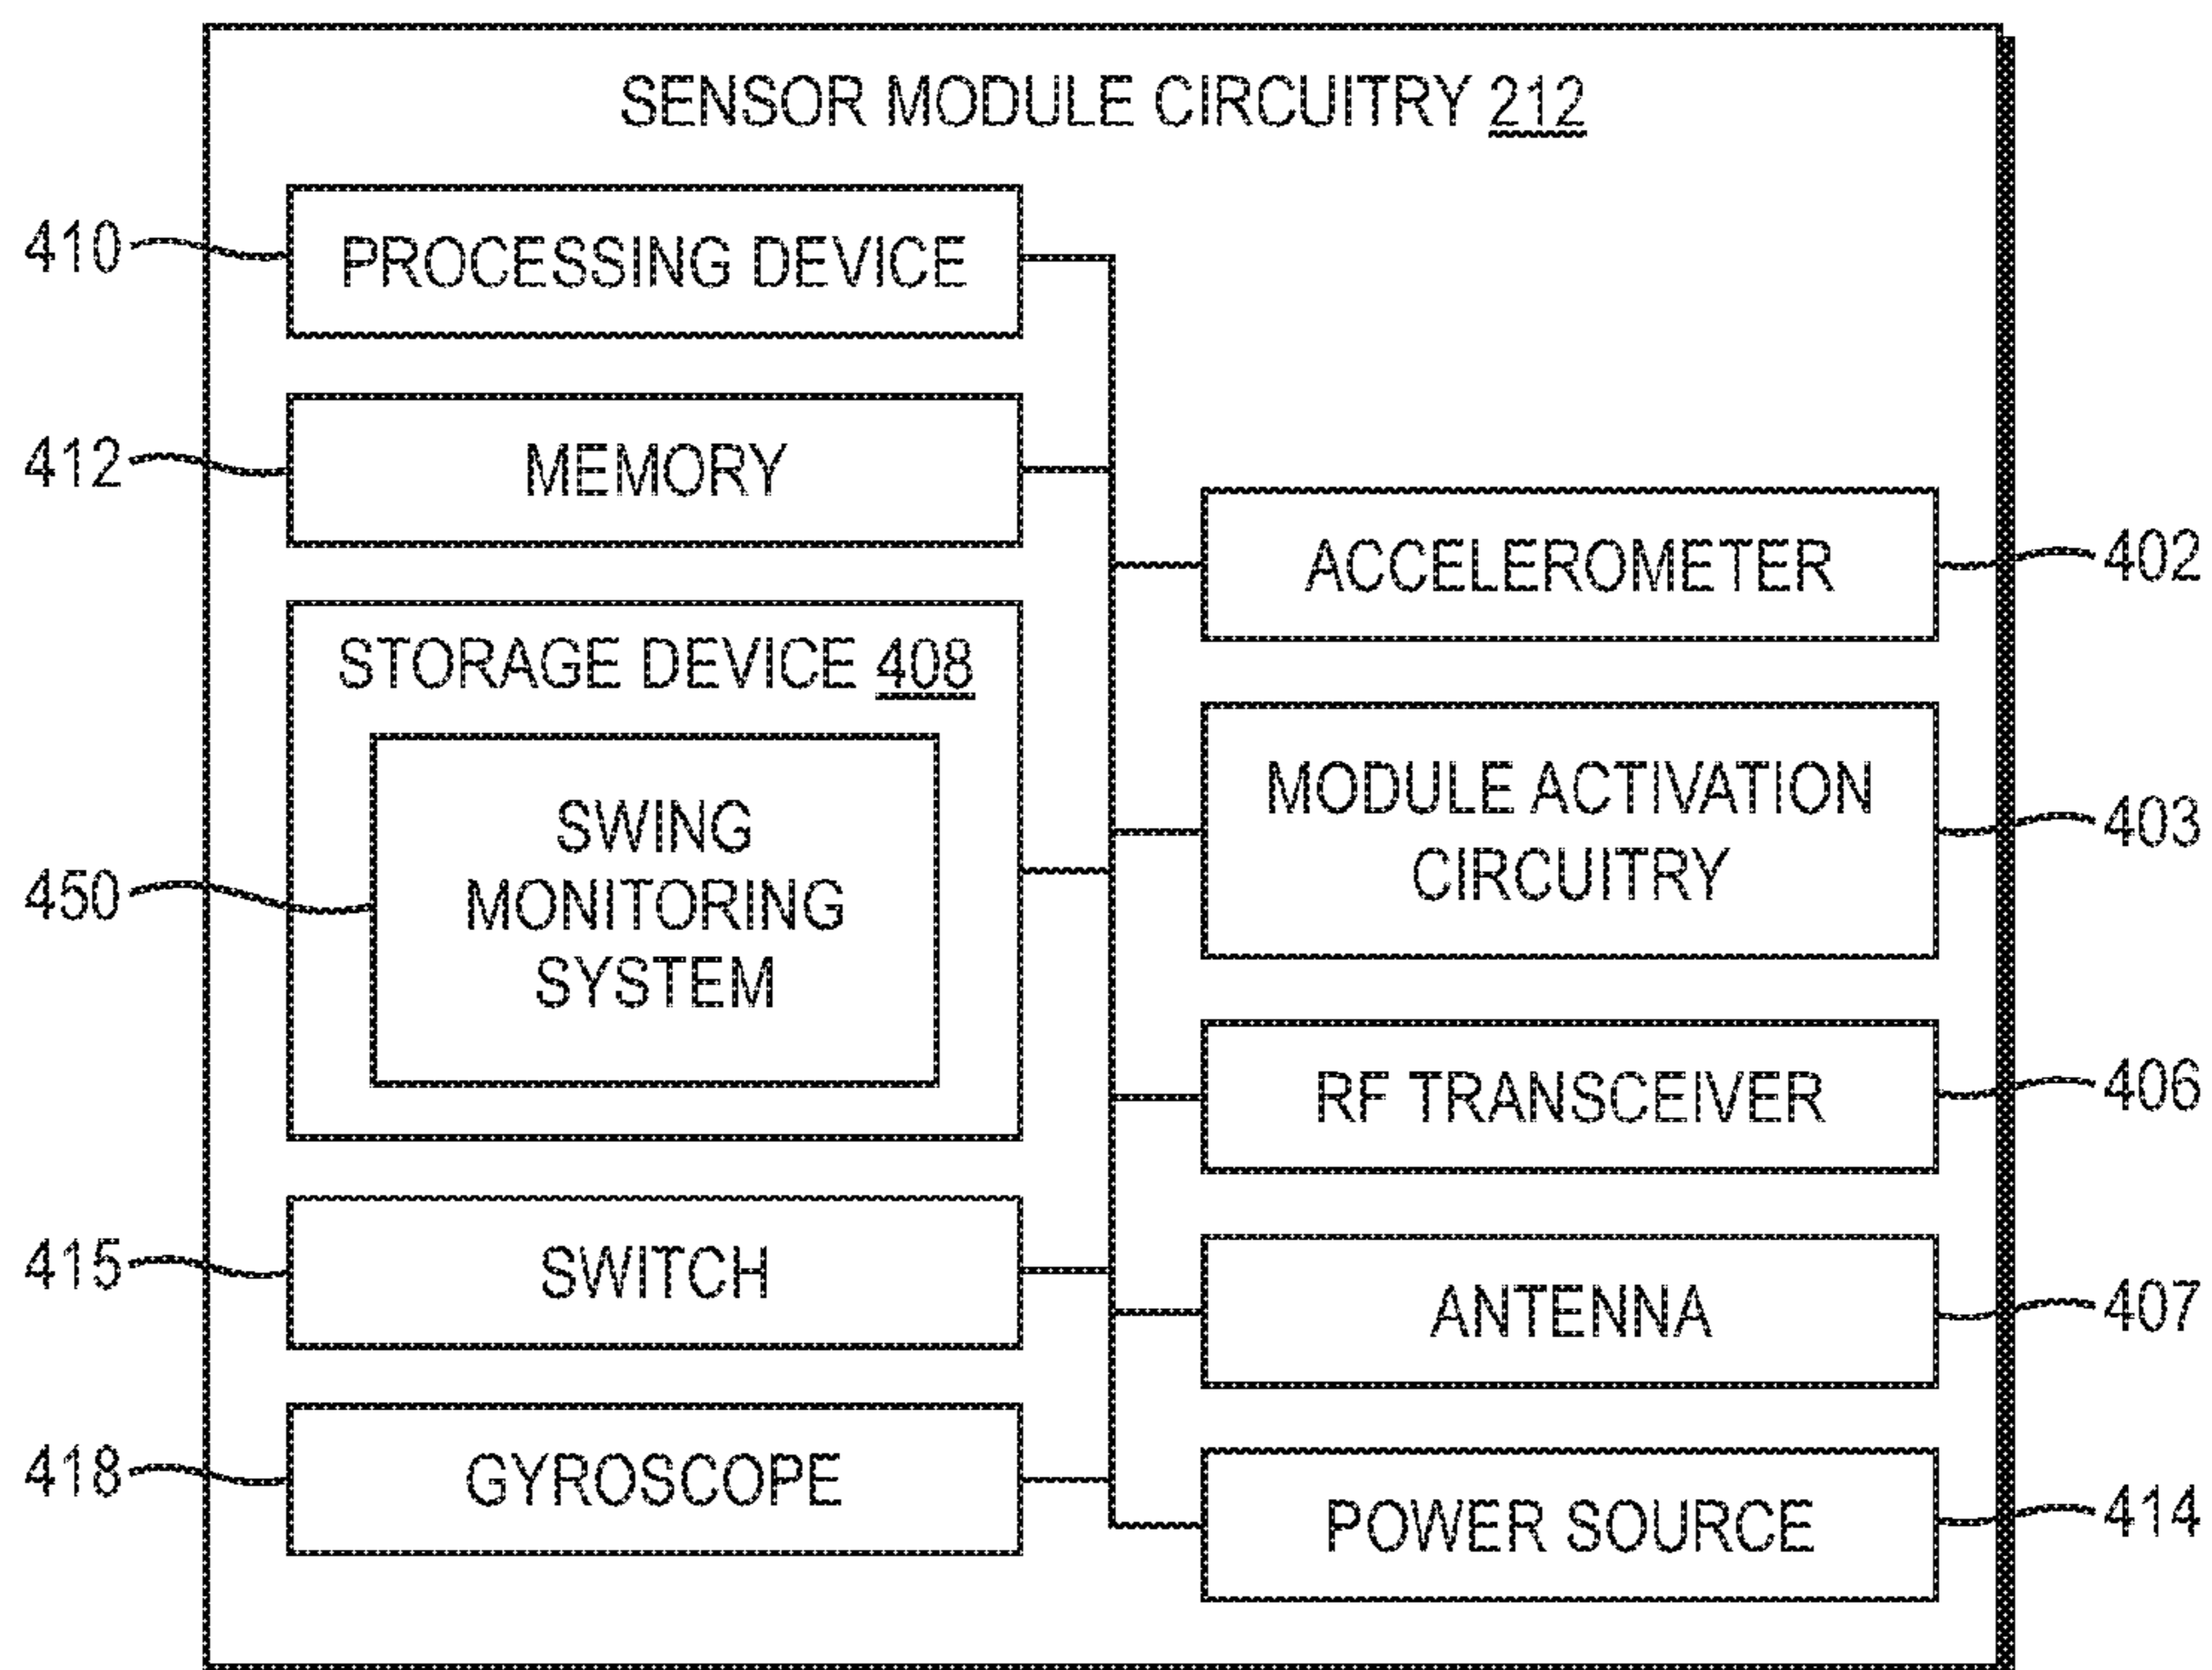 SENSOR MODULE CIRCUITRY 212
410
PROCESSING DEVICE
412
MEMORY
STORAGE DEVICE 408
450
SWING
MONITORING
SYSTEM
415
SWITCH
418
GYROSCOPE
ACCELEROMETER
402
MODULE ACTIVATION
CIRCUITRY
403
RF TRANSCEIVER
406
ANTENNA
407
POWER SOURCE
414